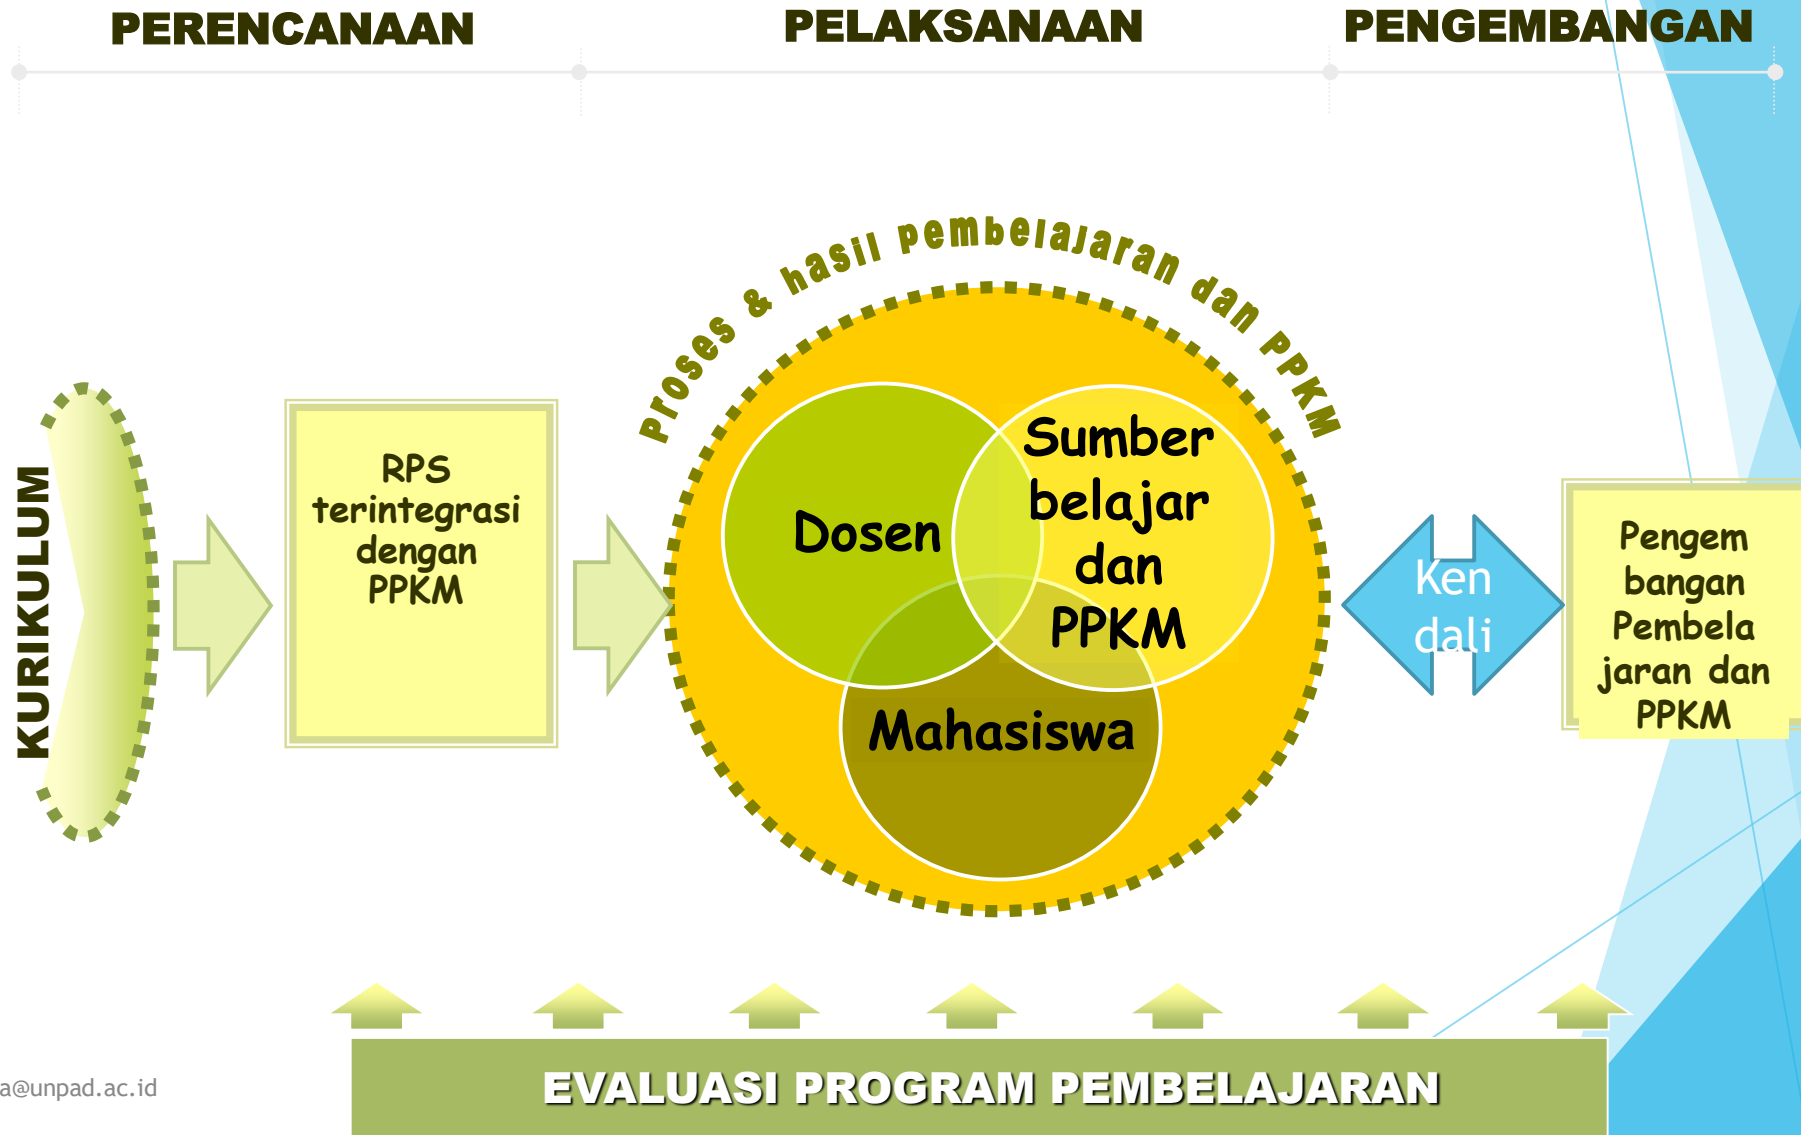 PERENCANAAN
PELAKSANAAN
PENGEMBANGAN
KURIKULUM
RPS
terintegrasi
dengan
PPKM
Proses & hasil pembelajaran dan PPKM
Dosen
Sumber
belajar
dan
PPKM
Mahasiswa
Ken
dali
Pengem
bangan
Pembela
jaran dan
PPKM
EVALUASI PROGRAM PEMBELAJARAN
a@unpad.ac.id